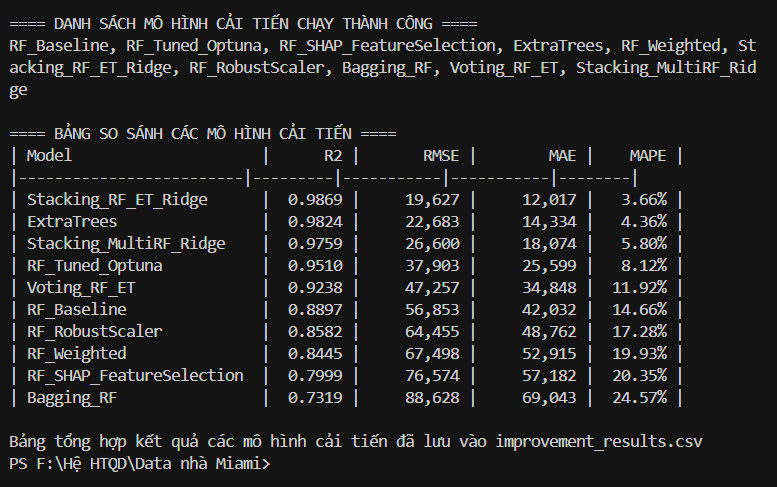 ==== DANH SÁCH MÔ HÌNH CẢI TIẾN CHẠY THÀNH CÔNG ====
RF_Baseline, RF_Tuned_Optuna, RF_SHAP_FeatureSelection, ExtraTrees, RF_Weighted, St
acking_RF_ET_Ridge, RF_RobustScaler, Bagging_RF, Voting_RF_ET, Stacking_MultiRF_Rid
ge
==== BẢNG SO SÁNH CÁC MÔ HÌNH CẢI TIẾN ====
| Model                    |     R2 |      RMSE |       MAE |   MAPE |
|--------------------------|--------|-----------|-----------|--------|
| Stacking_RF_ET_Ridge     | 0.9869 |    19,627 |    12,017 |  3.66% |
| ExtraTrees               | 0.9824 |    22,683 |    14,334 |  4.36% |
| Stacking_MultiRF_Ridge   | 0.9759 |    26,600 |    18,074 |  5.80% |
| RF_Tuned_Optuna          | 0.9510 |    37,903 |    25,599 |  8.12% |
| Voting_RF_ET             | 0.9238 |    47,257 |    34,848 | 11.92% |
| RF_Baseline              | 0.8897 |    56,853 |    42,032 | 14.66% |
| RF_RobustScaler          | 0.8582 |    64,455 |    48,762 | 17.28% |
| RF_Weighted              | 0.8445 |    67,498 |    52,915 | 19.93% |
| RF_SHAP_FeatureSelection | 0.7999 |    76,574 |    57,182 | 20.35% |
| Bagging_RF               | 0.7319 |    88,628 |    69,043 | 24.57% |
Bảng tổng hợp kết quả các mô hình cải tiến đã lưu vào improvement_results.csv
PS F:\Hệ HTQD\Data nhà Miami>